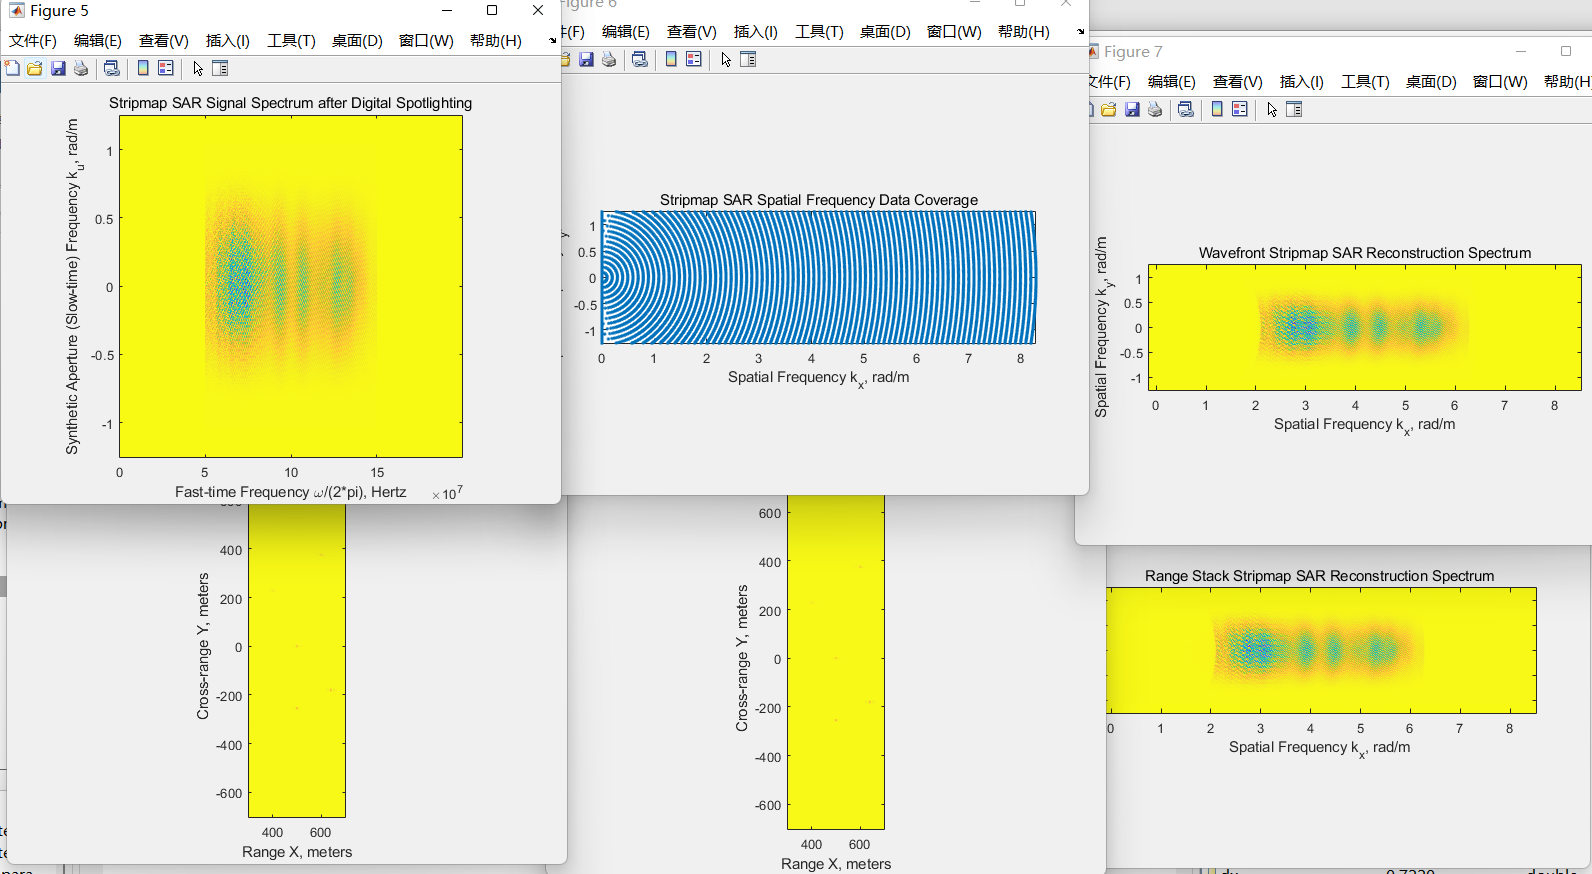 Figure 5
文件(F) 编辑(E) 查看(V) 插入(I) 工具(T) 桌面(D) 窗口(W) 帮助(H)
Stripmap SAR Signal Spectrum after Digital Spotlighting
Synthetic Aperture (Slow-time) Frequency k_u, rad/m
1
0.5
0
-0.5
-1
0 5 10 15
Fast-time Frequency ω/(2*pi), Hertz ×10^7
Figure 6
(F) 编辑(E) 查看(V) 插入(I) 工具(T) 桌面(D) 窗口(W) 帮助(H)
Stripmap SAR Spatial Frequency Data Coverage
1
0.5
0
-0.5
-1
0 1 2 3 4 5 6 7 8
Spatial Frequency k_x, rad/m
Figure 7
文件(F) 编辑(E) 查看(V) 插入(I) 工具(T) 桌面(D) 窗口(W) 帮助(H)
Wavefront Stripmap SAR Reconstruction Spectrum
Spatial Frequency k_y, rad/m
1
0.5
0
-0.5
-1
0 1 2 3 4 5 6 7 8
Spatial Frequency k_x, rad/m
Cross-range Y, meters
400
200
0
-200
-400
-600
400 600
Range X, meters
Cross-range Y, meters
600
400
200
0
-200
-400
-600
400 600
Range X, meters
Range Stack Stripmap SAR Reconstruction Spectrum
0 1 2 3 4 5 6 7 8
Spatial Frequency k_x, rad/m